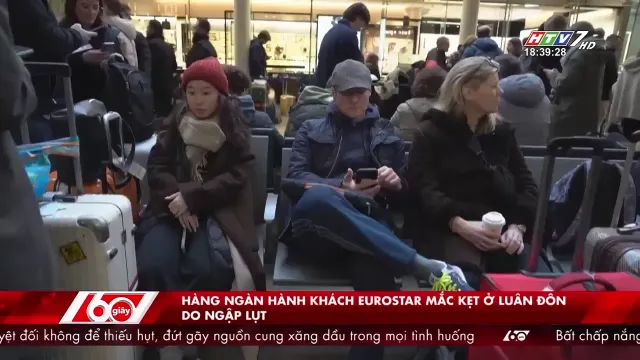 HTV7 HD
18:39:28
60 giây
HÀNG NGÀN HÀNH KHÁCH EUROSTAR MẮC KẸT Ở LUÂN ĐÔN
DO NGẬP LỤT
yệt đối không để thiếu hụt, đứt gãy nguồn cung xăng dầu trong mọi tình huống 60 giây Bất chấp nắng